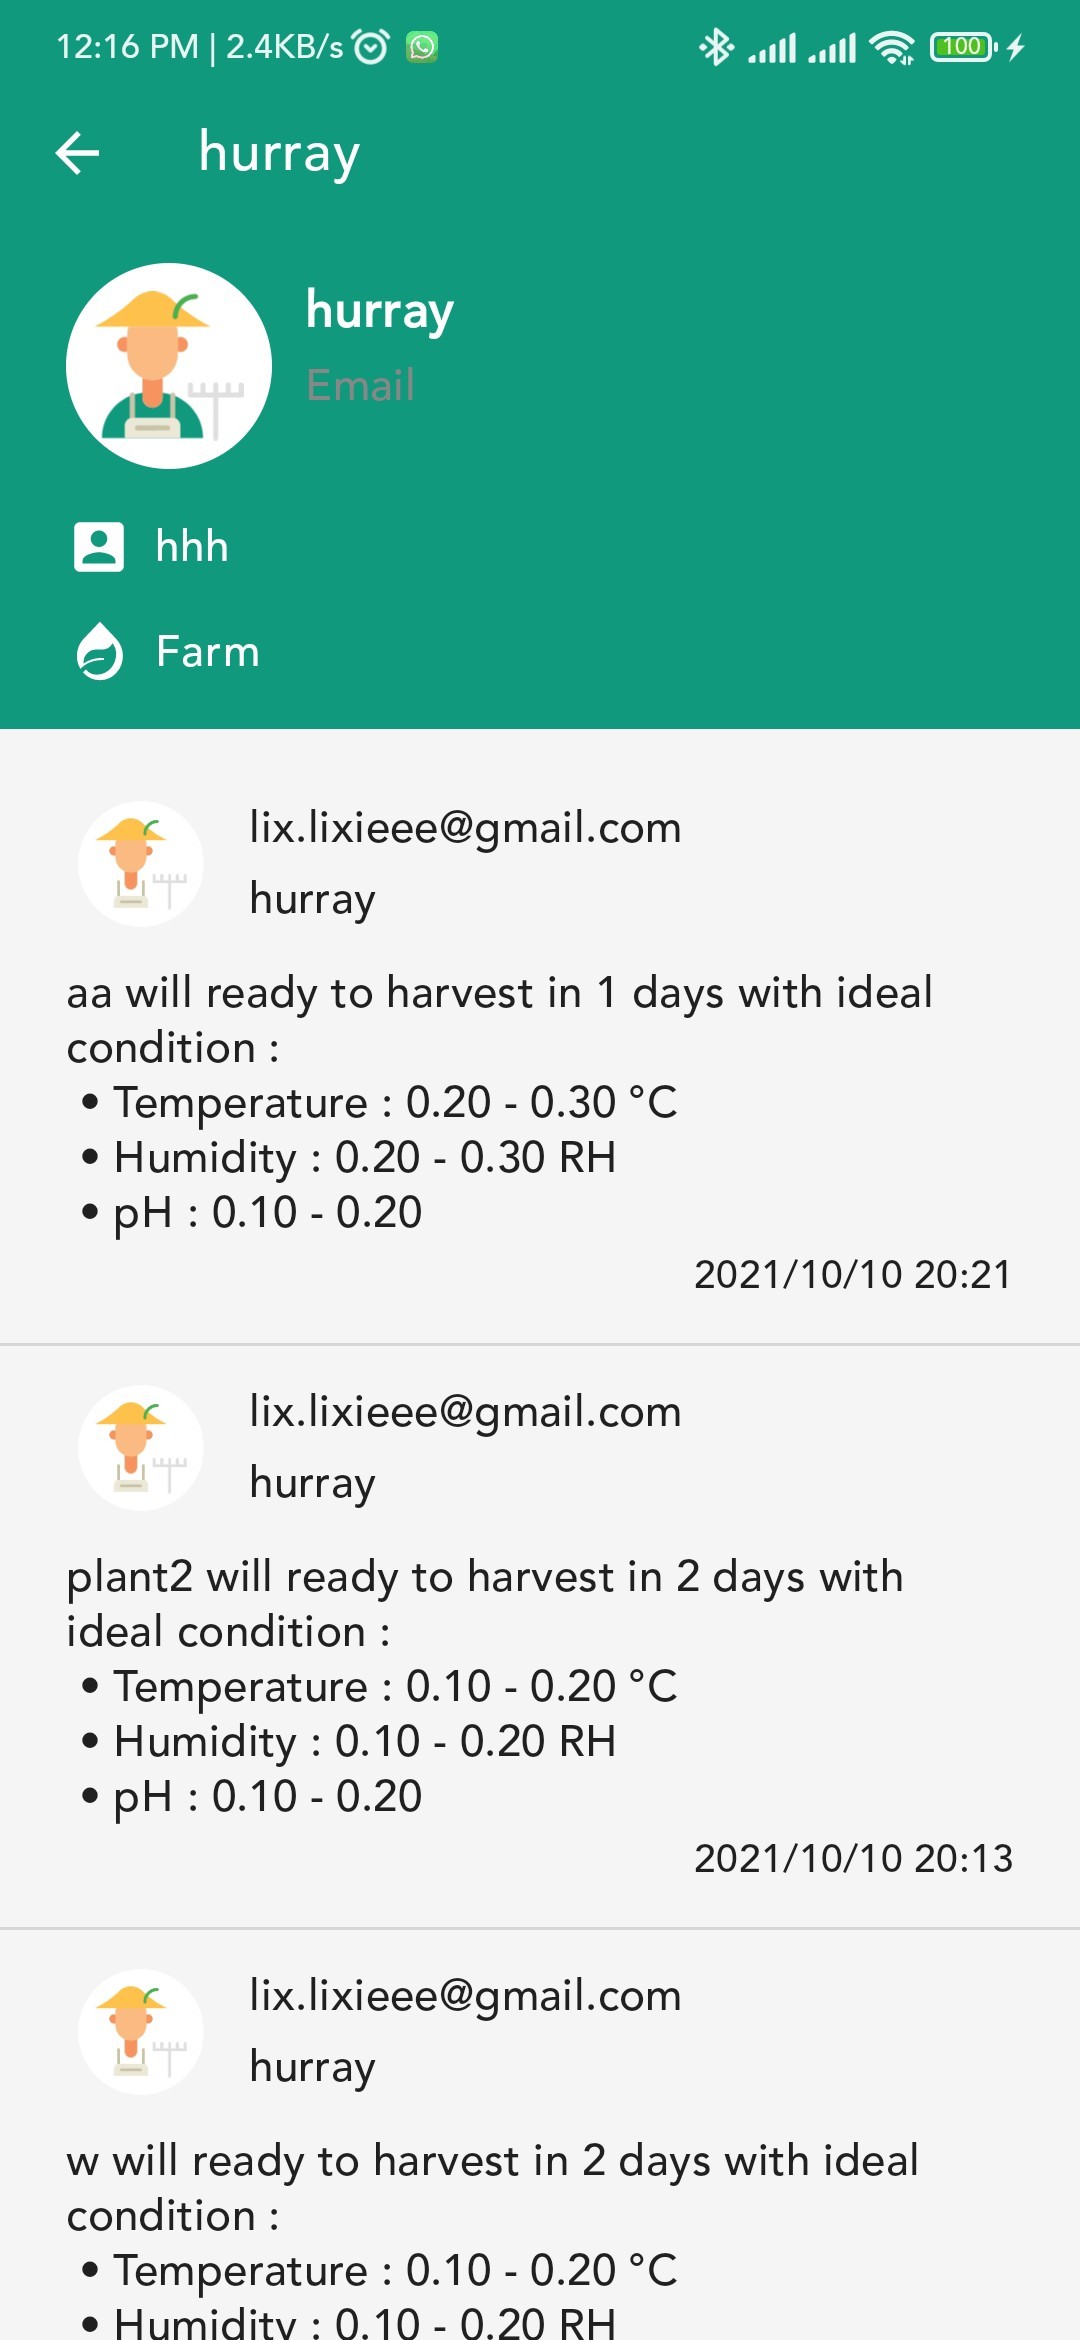 12:16 PM | 2.4KB/s
100
hurray
hurray
Email
hhh
Farm
lix.lixieee@gmail.com
hurray
aa will ready to harvest in 1 days with ideal
condition :
• Temperature : 0.20 - 0.30 °C
• Humidity : 0.20 - 0.30 RH
• pH : 0.10 - 0.20
2021/10/10 20:21
lix.lixieee@gmail.com
hurray
plant2 will ready to harvest in 2 days with
ideal condition :
• Temperature : 0.10 - 0.20 °C
• Humidity : 0.10 - 0.20 RH
• pH : 0.10 - 0.20
2021/10/10 20:13
lix.lixieee@gmail.com
hurray
w will ready to harvest in 2 days with ideal
condition :
• Temperature : 0.10 - 0.20 °C
• Humidity : 0.10 - 0.20 RH